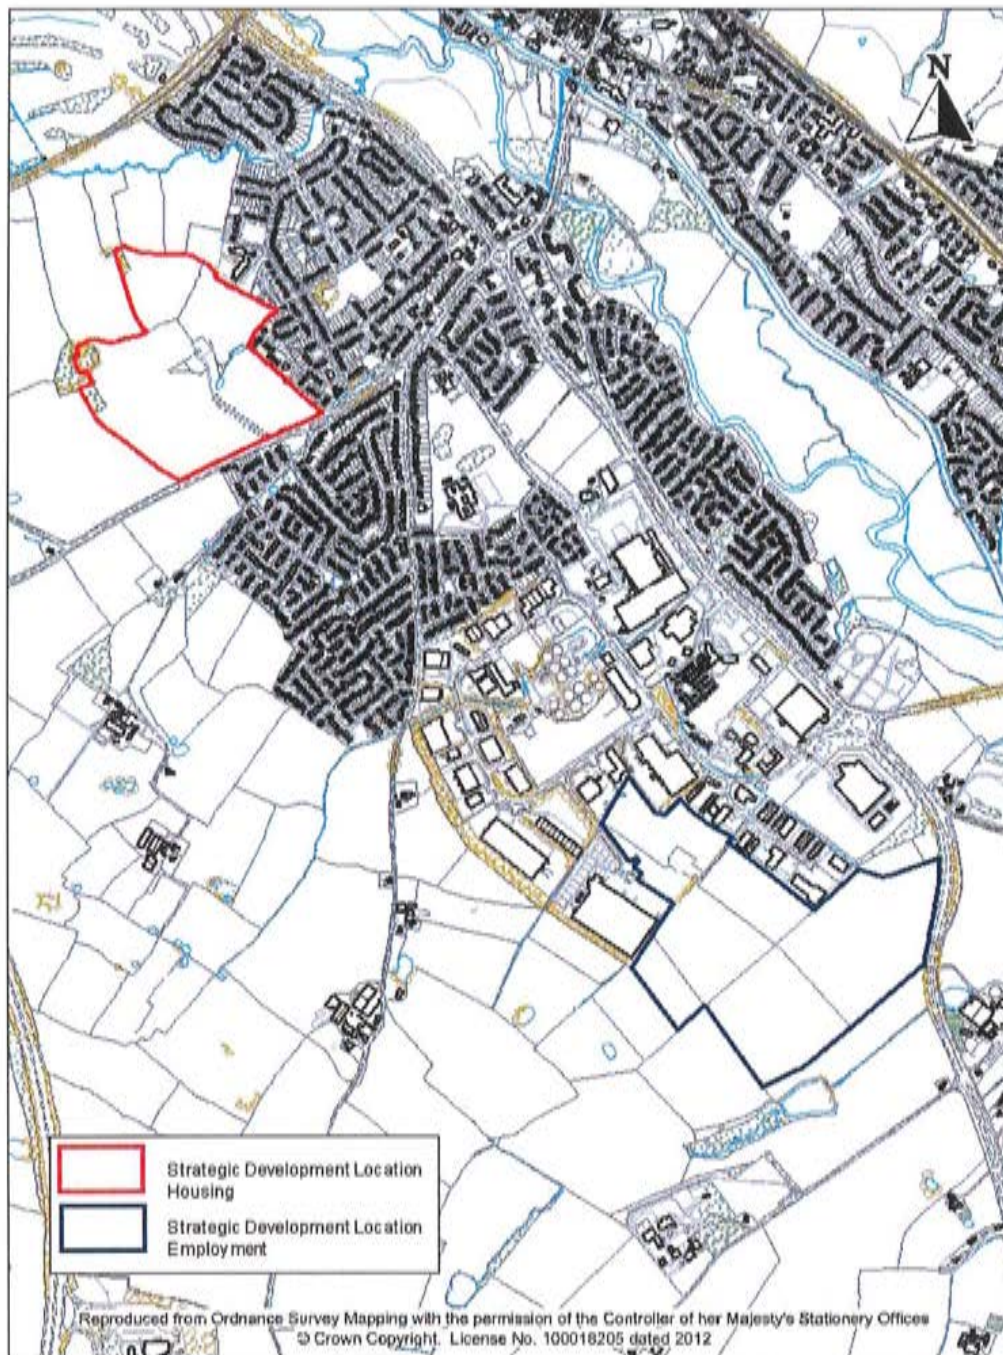 N
Strategic Development Location
Housing
Strategic Development Location
Employment
Reproduced from Ordnance Survey Mapping with the permission of the Controller of her Majesty's Stationery Offices
© Crown Copyright. License No. 100018205 dated 2012